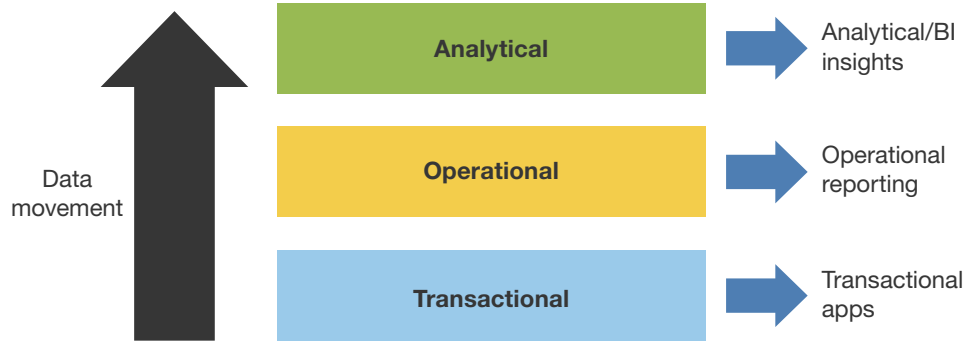 Analytical
Analytical/BI
insights
Operational
Operational
reporting
Data
movement
Transactional
Transactional
apps